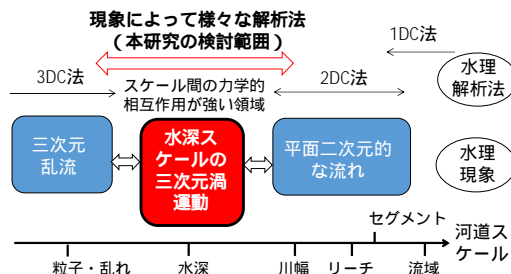 現象によって様々な解析法
（本研究の検討範囲）
1DC法
3DC法
スケール間の力学的
相互作用が強い領域
2DC法
水理
解析法
三次元
乱流
水深ス
ケールの
三次元渦
運動
平面二次元的
な流れ
水理
現象
セグメント
河道ス
ケール
粒子・乱れ
水深
川幅
リーチ
流域